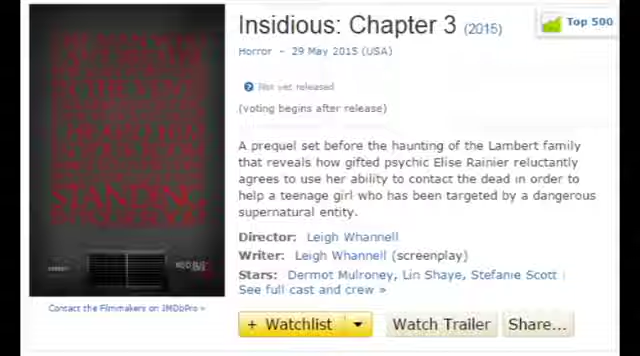 Insidious: Chapter 3 (2015)
Top 500
Horror - 29 May 2015 (USA)
Not yet released
(voting begins after release)
A prequel set before the haunting of the Lambert family
that reveals how gifted psychic Elise Rainier reluctantly
agrees to use her ability to contact the dead in order to
help a teenage girl who has been targeted by a dangerous
supernatural entity.
Director: Leigh Whannell
Writer: Leigh Whannell (screenplay)
Stars: Dermot Mulroney, Lin Shaye, Stefanie Scott |
See full cast and crew »
STANDING
Contact the Filmmakers on IMDbPro »
+ Watchlist
Watch Trailer
Share...